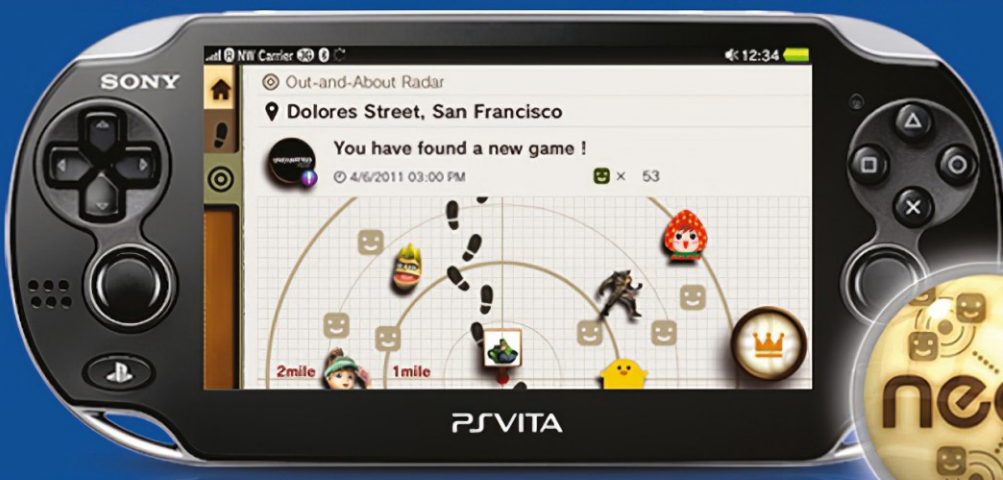 NW Carrier 3G
12:34
SONY
Out-and-About Radar
Dolores Street, San Francisco
You have found a new game !
4/6/2011 03:00 PM
× 53
2mile
1mile
PSVITA
nea